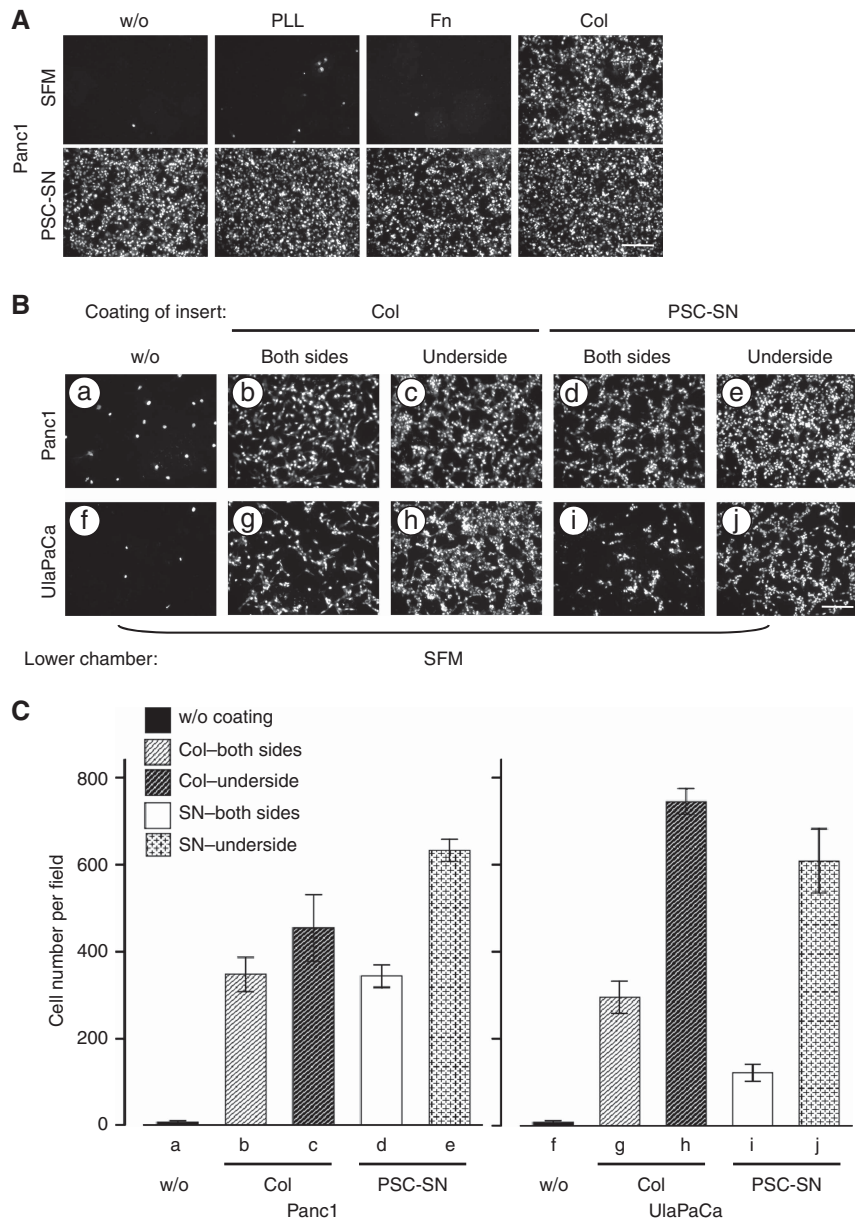 A
w/o PLL Fn Col
Panc1
SFM
PSC-SN
B
Coating of insert: Col PSC-SN
w/o Both sides Underside Both sides Underside
Panc1
a b c d e
UlaPaCa
f g h i j
Lower chamber: SFM
C
w/o coating
Col–both sides
Col–underside
SN–both sides
SN–underside
Cell number per field
800
600
400
200
0
a b c d e f g h i j
w/o Col PSC-SN w/o Col PSC-SN
Panc1 UlaPaCa